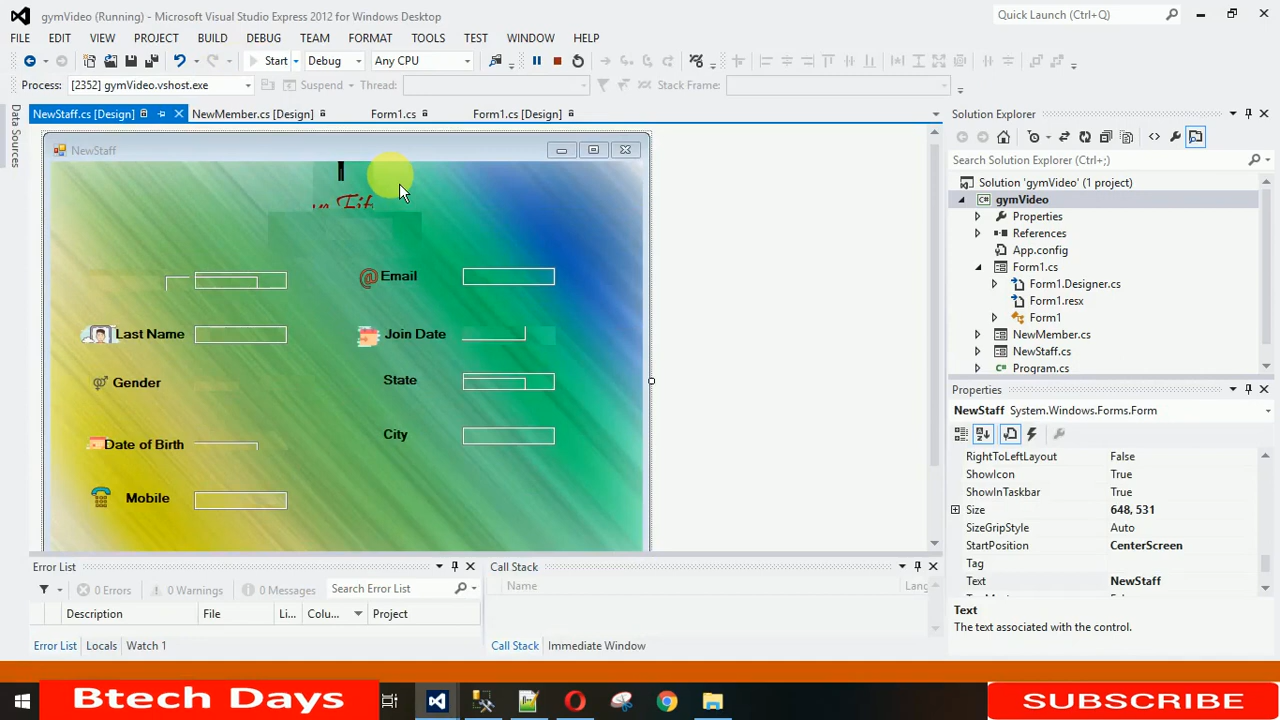 gymVideo (Running) - Microsoft Visual Studio Express 2012 for Windows Desktop
Quick Launch (Ctrl+Q)
FILE EDIT VIEW PROJECT BUILD DEBUG TEAM FORMAT TOOLS TEST WINDOW HELP
Start Debug Any CPU
Process: [2352] gymVideo.vshost.exe Suspend Thread: Stack Frame:
NewStaff.cs [Design] NewMember.cs [Design] Form1.cs Form1.cs [Design]
Data Sources
NewStaff
Email
Last Name
Join Date
Gender
State
Date of Birth
City
Mobile
Solution Explorer
Search Solution Explorer (Ctrl+;)
Solution 'gymVideo' (1 project)
gymVideo
Properties
References
App.config
Form1.cs
Form1.Designer.cs
Form1.resx
Form1
NewMember.cs
NewStaff.cs
Program.cs
Properties
NewStaff System.Windows.Forms.Form
RightToLeftLayout False
ShowIcon True
ShowInTaskbar True
Size 648, 531
SizeGripStyle Auto
StartPosition CenterScreen
Tag
Text NewStaff
Text
The text associated with the control.
Error List
0 Errors 0 Warnings 0 Messages Search Error List
Description File Li... Colu... Project
Error List Locals Watch 1
Call Stack
Name Lang
Call Stack Immediate Window
Btech Days
SUBSCRIBE